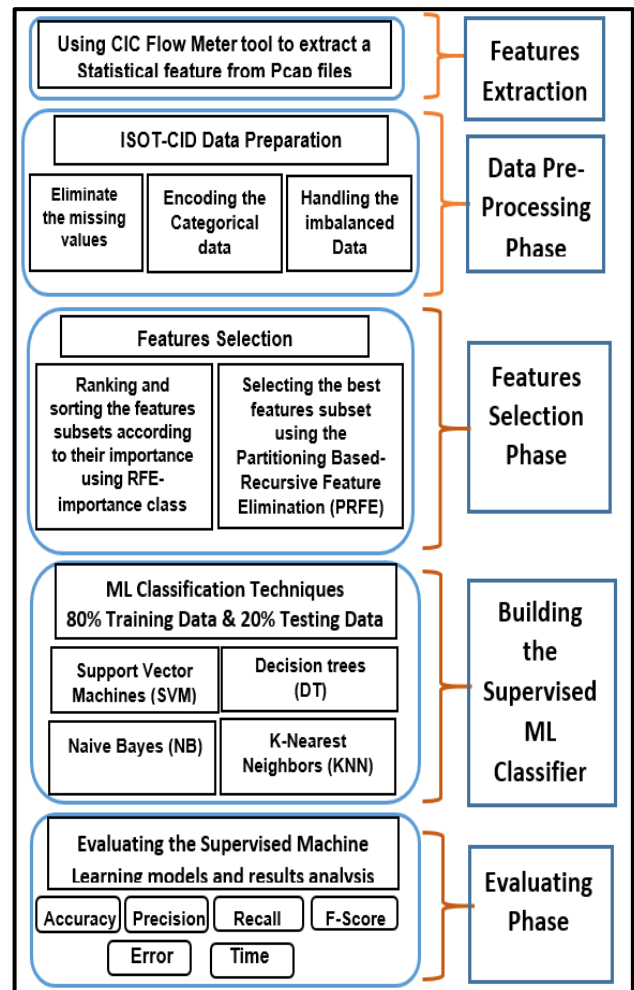 Using CIC Flow Meter tool to extract a
Statistical feature from Pcap files
Features
Extraction
ISOT-CID Data Preparation
Eliminate
the missing
values
Encoding the
Categorical
data
Handling the
imbalanced
Data
Data Pre-
Processing
Phase
Features Selection
Ranking and
sorting the features
subsets according
to their importance
using RFE-
importance class
Selecting the best
features subset
using the
Partitioning Based-
Recursive Feature
Elimination (PRFE)
Features
Selection
Phase
ML Classification Techniques
80% Training Data & 20% Testing Data
Support Vector
Machines (SVM)
Decision trees
(DT)
Naive Bayes (NB)
K-Nearest
Neighbors (KNN)
Building
the
Supervised
ML
Classifier
Evaluating the Supervised Machine
Learning models and results analysis
Accuracy
Precision
Recall
F-Score
Error
Time
Evaluating
Phase